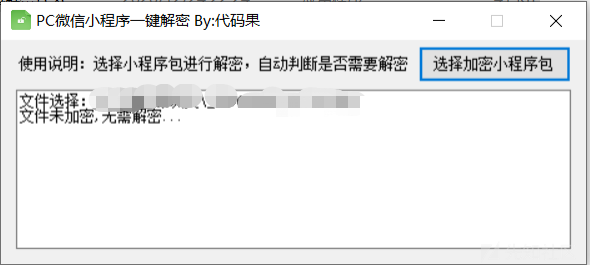 PC微信小程序一键解密 By:代码果
使用说明：选择小程序包进行解密，自动判断是否需要解密
选择加密小程序包
文件选择：
文件未加密,无需解密...